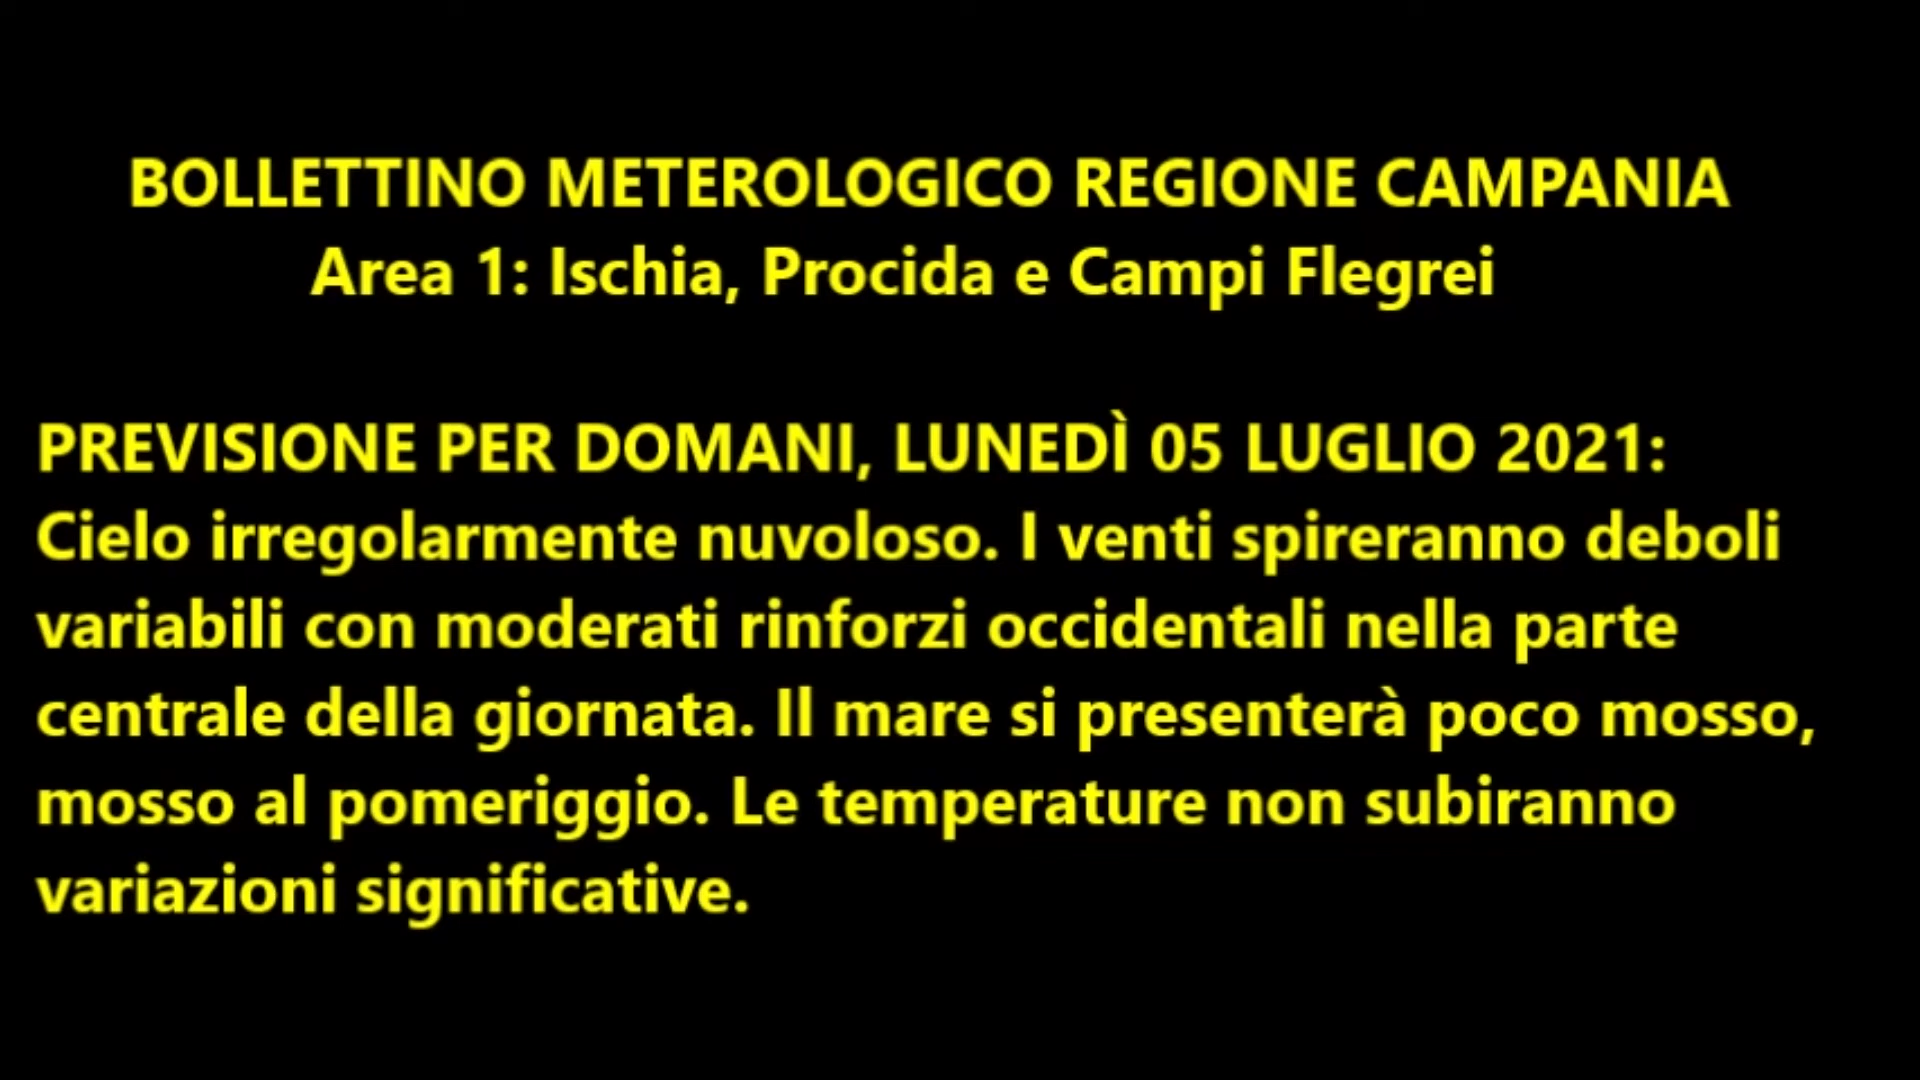 BOLLETTINO METEROLOGICO REGIONE CAMPANIA
Area 1: Ischia, Procida e Campi Flegrei
PREVISIONE PER DOMANI, LUNEDÌ 05 LUGLIO 2021:
Cielo irregolarmente nuvoloso. I venti spireranno deboli
variabili con moderati rinforzi occidentali nella parte
centrale della giornata. Il mare si presenterà poco mosso,
mosso al pomeriggio. Le temperature non subiranno
variazioni significative.